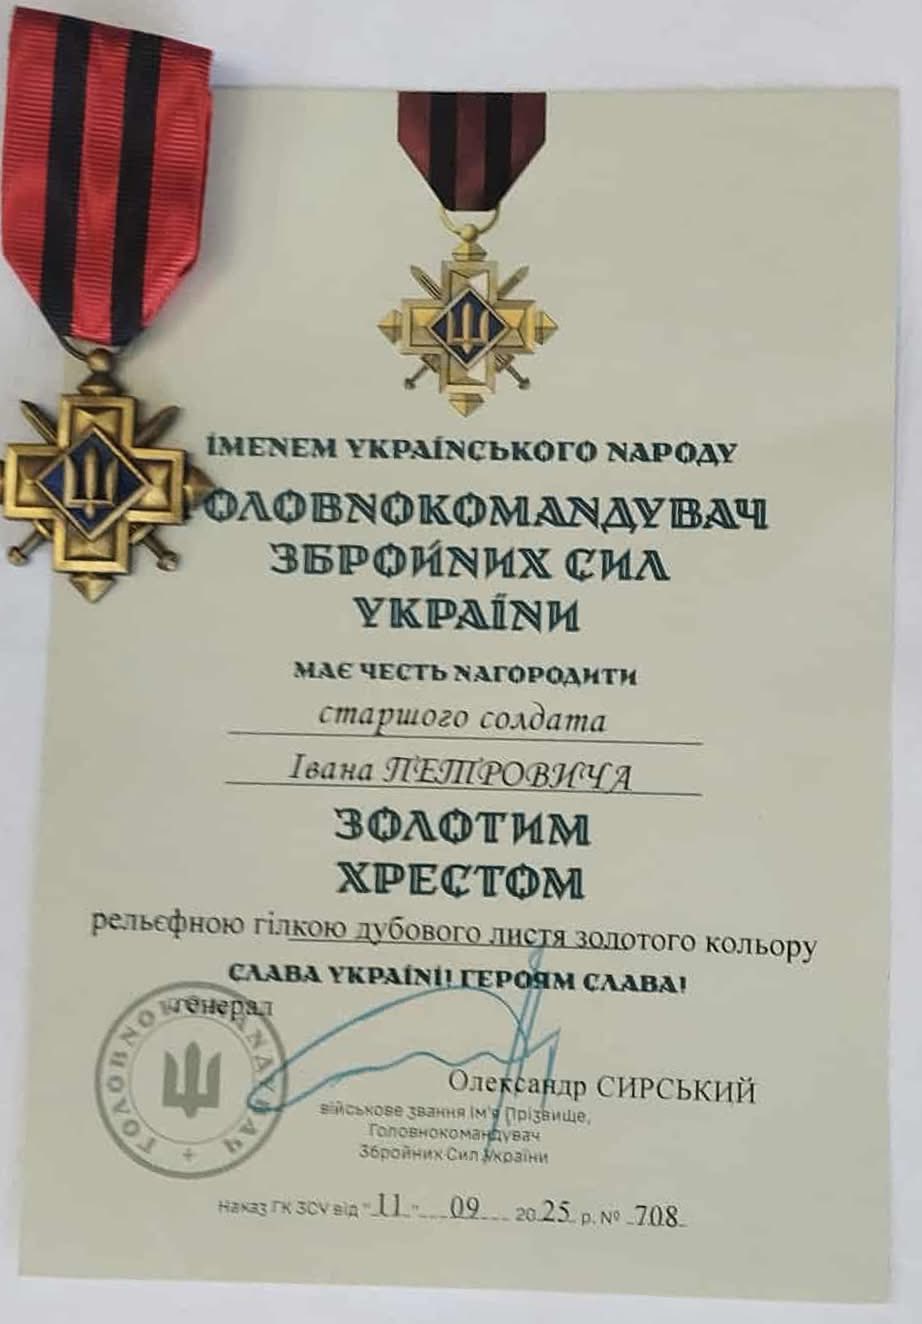 ІМЕНЕМ УКРАЇНСЬКОГО НАРОДУ
ОЛОВНОКОМАНДУВАЧ
ЗБРОЙНИХ СИЛ
УКРАЇНИ
МАЄ ЧЕСТЬ НАГОРОДИТИ
старшого солдата
Івана ПЕТРОВИЧА
ЗОЛОТИМ
ХРЕСТОМ
рельєфною гілкою дубового листя золотого кольору
СЛАВА УКРАЇНІ! ГЕРОЯМ СЛАВА!
генерал
Олександр СИРСЬКИЙ
військове звання Ім'я Прізвище,
Головнокомандувач
Збройник Сил України
Наказ ГК ЗСУ від "11" 09 2025 р. № 708